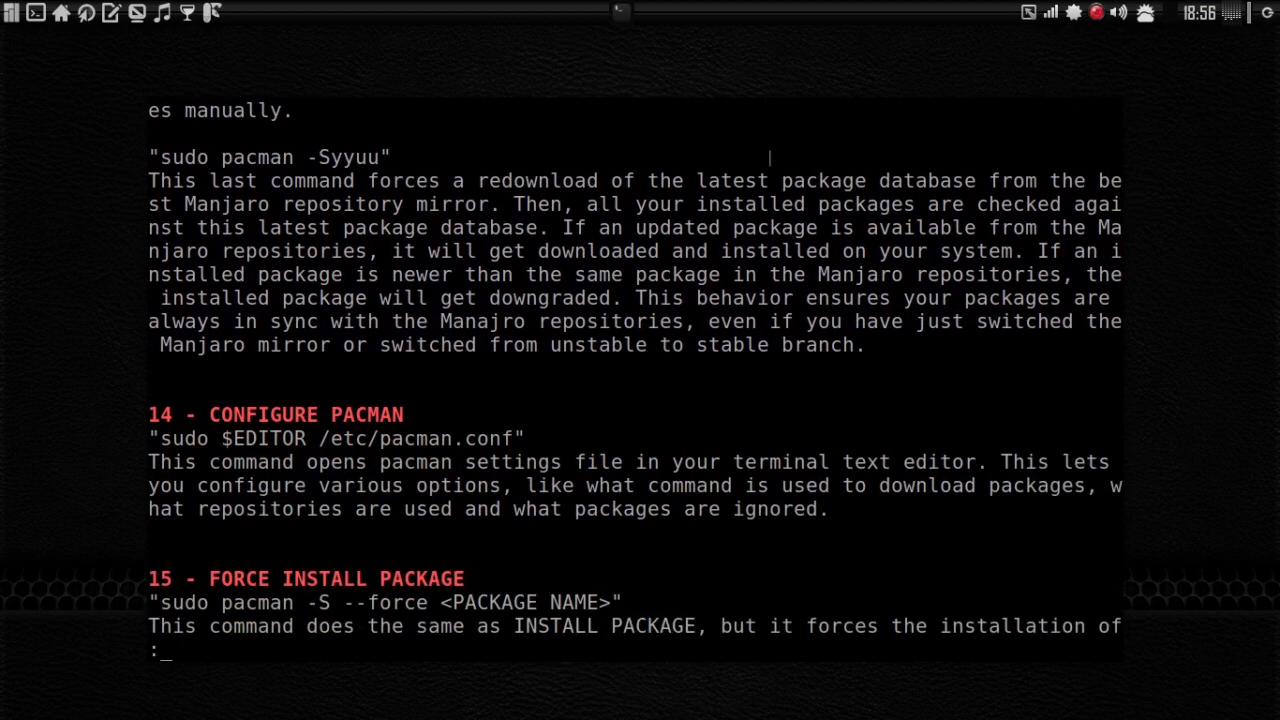 18:56
es manually.
"sudo pacman -Syyuu"
This last command forces a redownload of the latest package database from the be
st Manjaro repository mirror. Then, all your installed packages are checked agai
nst this latest package database. If an updated package is available from the Ma
njaro repositories, it will get downloaded and installed on your system. If an i
nstalled package is newer than the same package in the Manjaro repositories, the
 installed package will get downgraded. This behavior ensures your packages are
always in sync with the Manajro repositories, even if you have just switched the
 Manjaro mirror or switched from unstable to stable branch.
14 - CONFIGURE PACMAN
"sudo $EDITOR /etc/pacman.conf"
This command opens pacman settings file in your terminal text editor. This lets
you configure various options, like what command is used to download packages, w
hat repositories are used and what packages are ignored.
15 - FORCE INSTALL PACKAGE
"sudo pacman -S --force <PACKAGE NAME>"
This command does the same as INSTALL PACKAGE, but it forces the installation of
:_